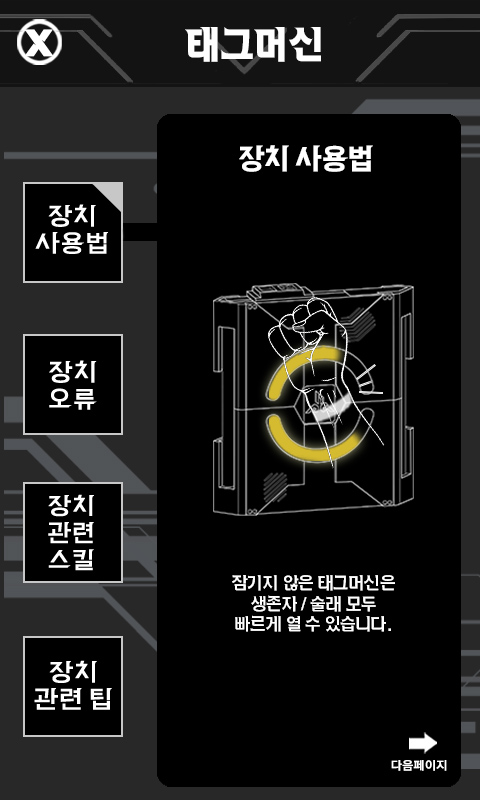 X
태그머신
장치 사용법
장치
사용법
장치
오류
장치
관련
스킬
장치
관련 팁
잠기지 않은 태그머신은
생존자 / 술래 모두
빠르게 열 수 있습니다.
다음페이지